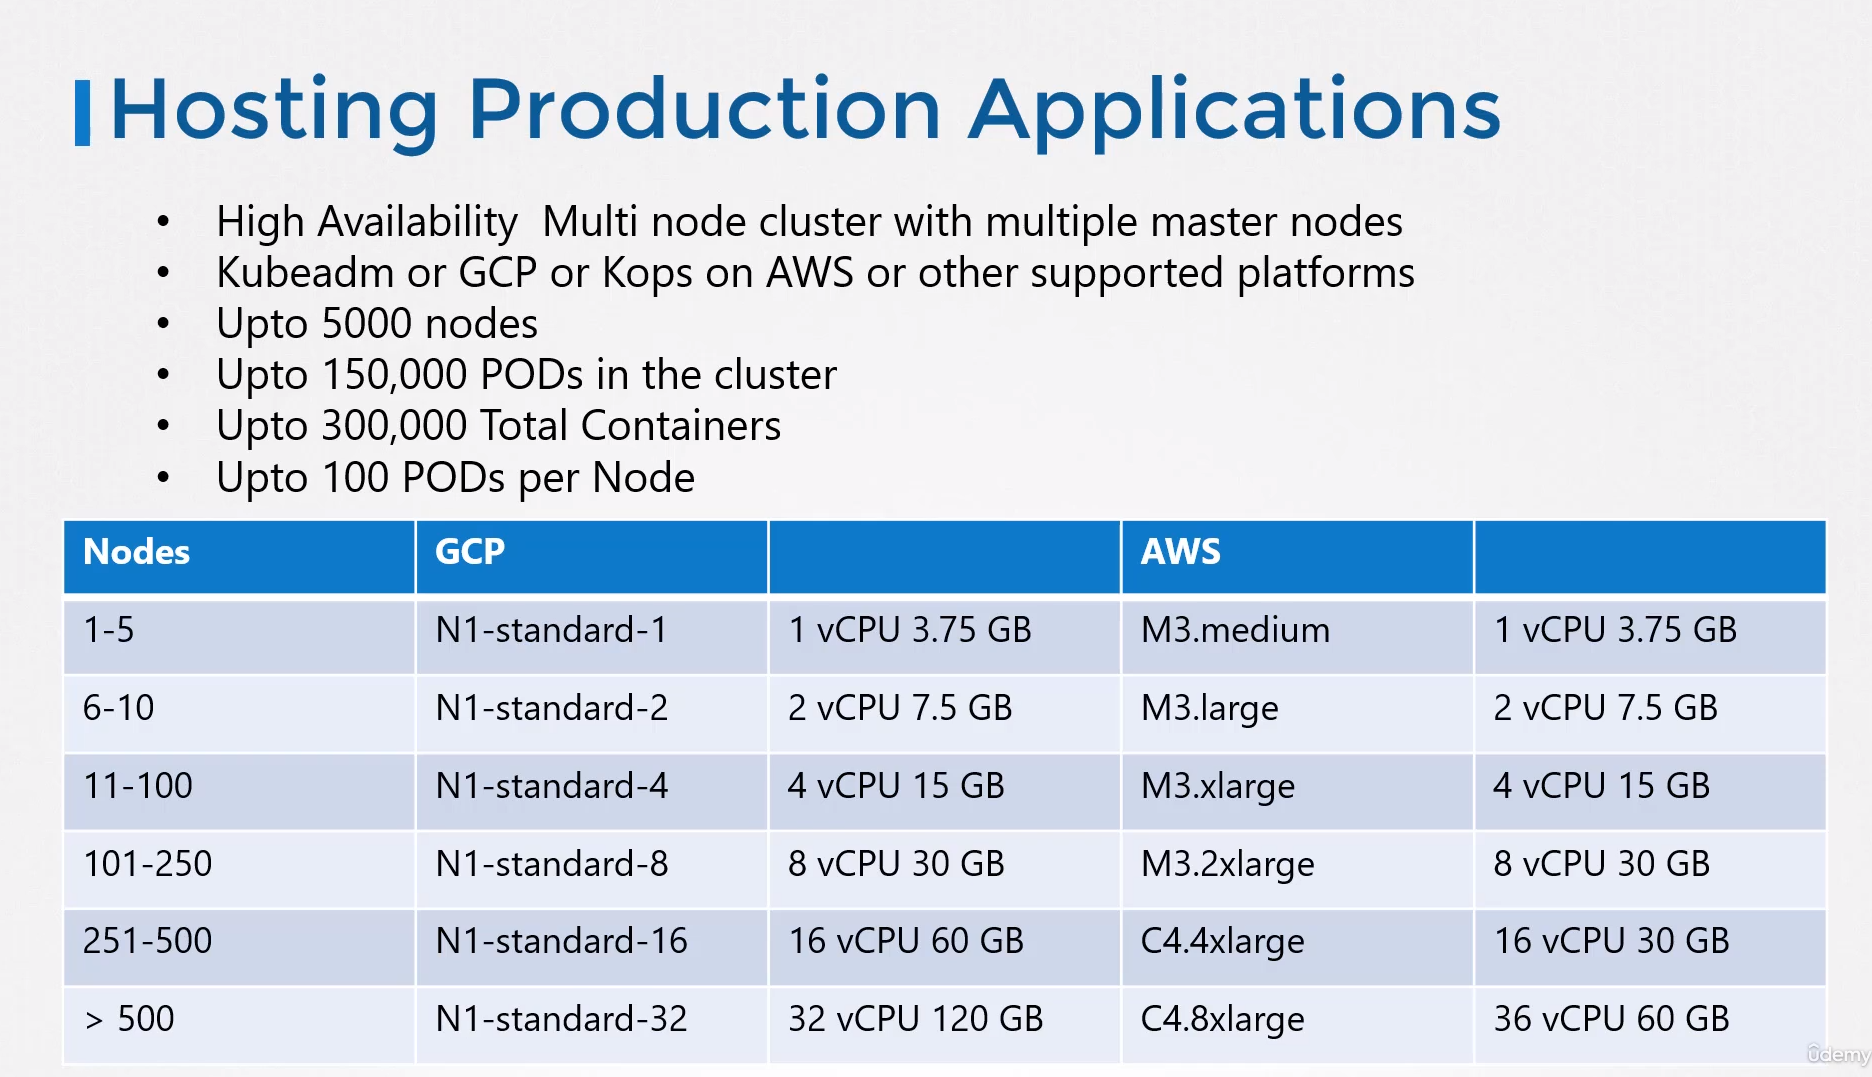 Hosting Production Applications
• High Availability  Multi node cluster with multiple master nodes
• Kubeadm or GCP or Kops on AWS or other supported platforms
• Upto 5000 nodes
• Upto 150,000 PODs in the cluster
• Upto 300,000 Total Containers
• Upto 100 PODs per Node
Nodes GCP AWS
1-5 N1-standard-1 1 vCPU 3.75 GB M3.medium 1 vCPU 3.75 GB
6-10 N1-standard-2 2 vCPU 7.5 GB M3.large 2 vCPU 7.5 GB
11-100 N1-standard-4 4 vCPU 15 GB M3.xlarge 4 vCPU 15 GB
101-250 N1-standard-8 8 vCPU 30 GB M3.2xlarge 8 vCPU 30 GB
251-500 N1-standard-16 16 vCPU 60 GB C4.4xlarge 16 vCPU 30 GB
> 500 N1-standard-32 32 vCPU 120 GB C4.8xlarge 36 vCPU 60 GB
ûdemy